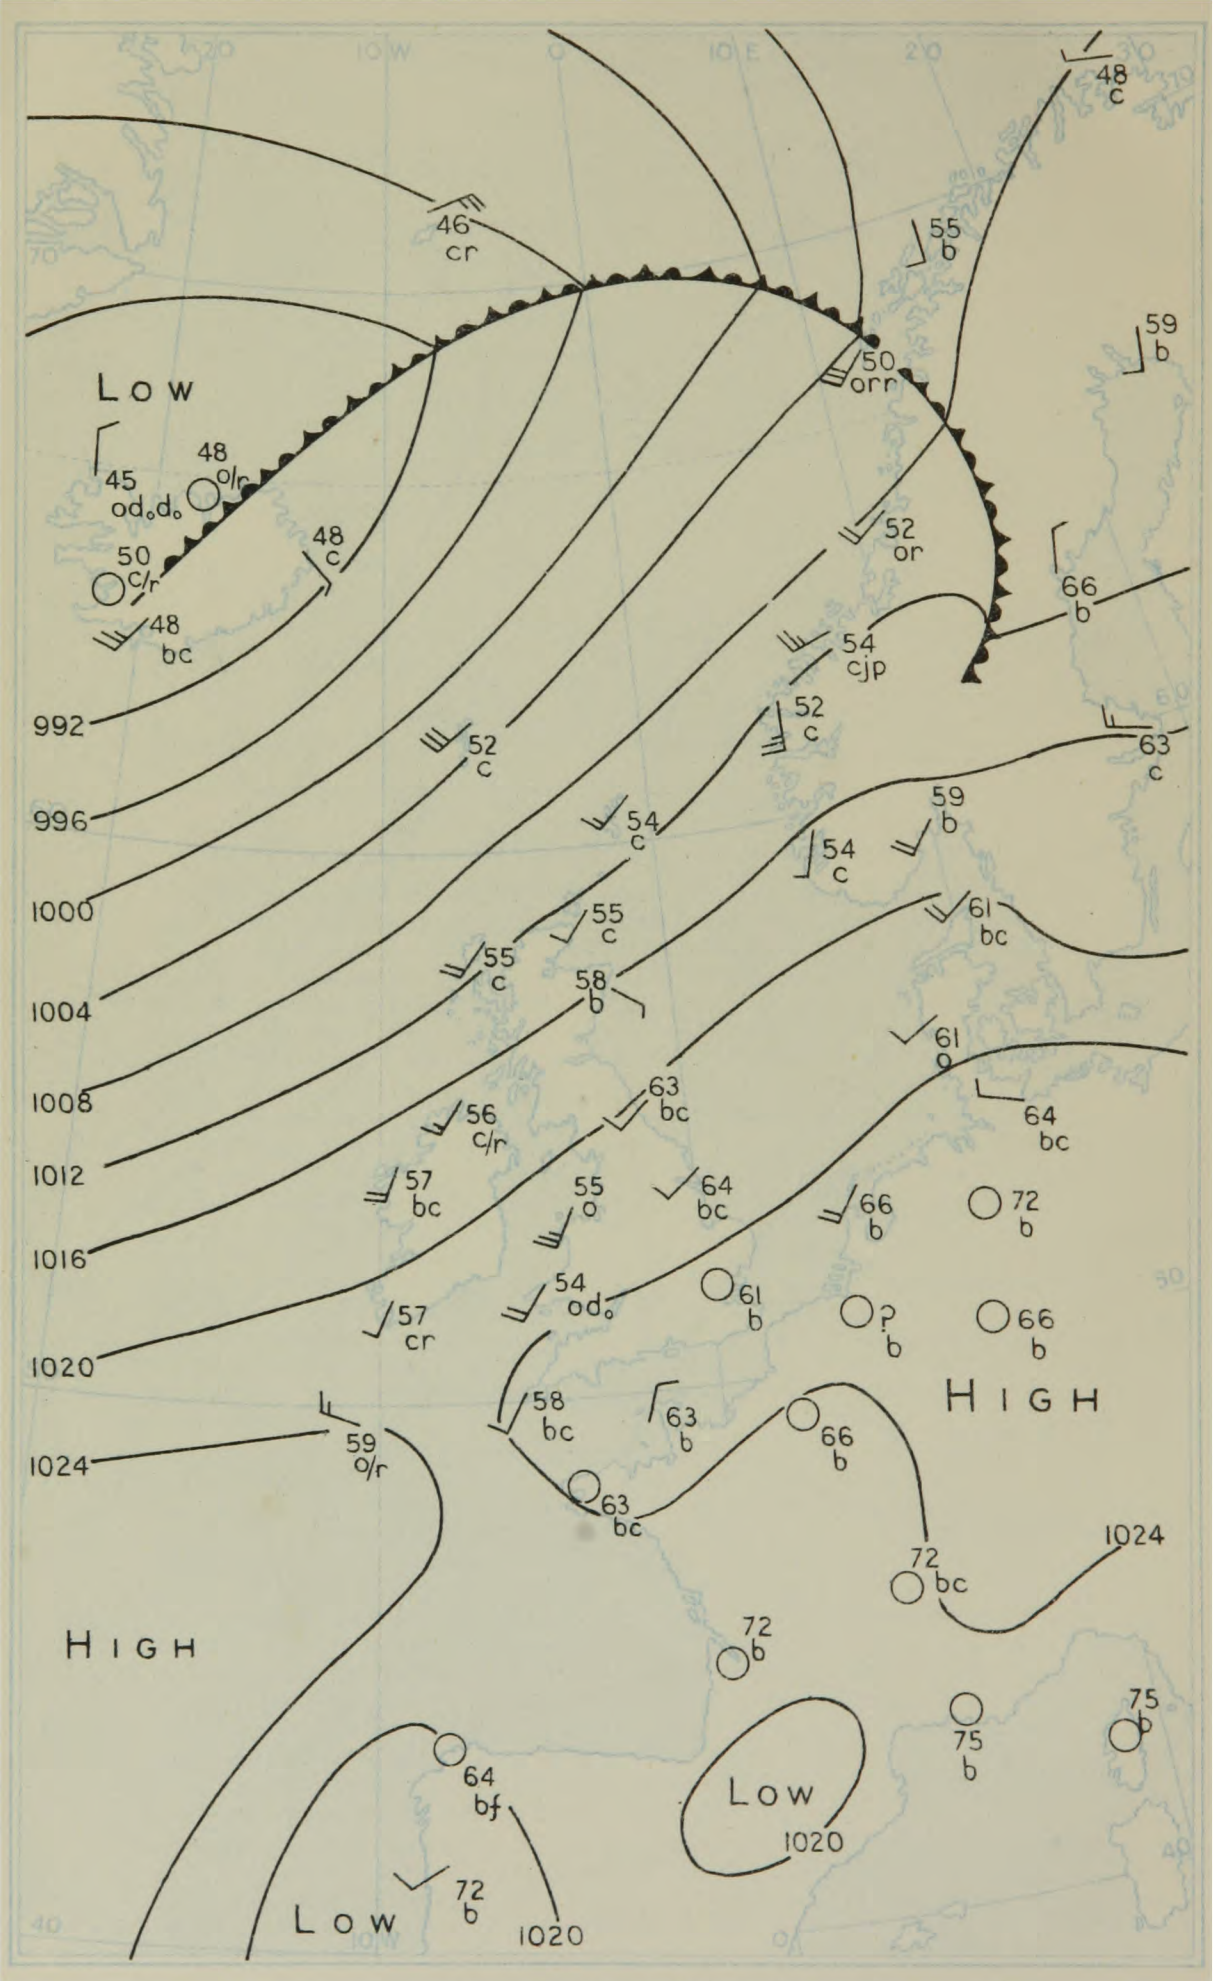 20
10 W
0
10 E
20
30
70
48
c
46
cr
55
b
70
59
b
LOW
50
orr
48
o/r
45
od₀d₀
48
c
50
c/r
52
or
66
b
48
bc
54
cjp
60
992
52
c
63
c
52
c
996
59
b
54
c
54
c
1000
55
c
61
bc
55
c
58
b
1004
61
o
1008
63
bc
64
bc
56
c/r
1012
57
bc
55
o
64
bc
66
b
72
b
1016
54
od₀
61
b
?
b
66
b
50
57
cr
1020
HIGH
58
bc
63
b
66
b
1024
59
o/r
63
bc
1024
72
bc
HIGH
72
b
75
b
75
b
64
bf
LOW
1020
72
b
LOW
1020
40
10 W
0